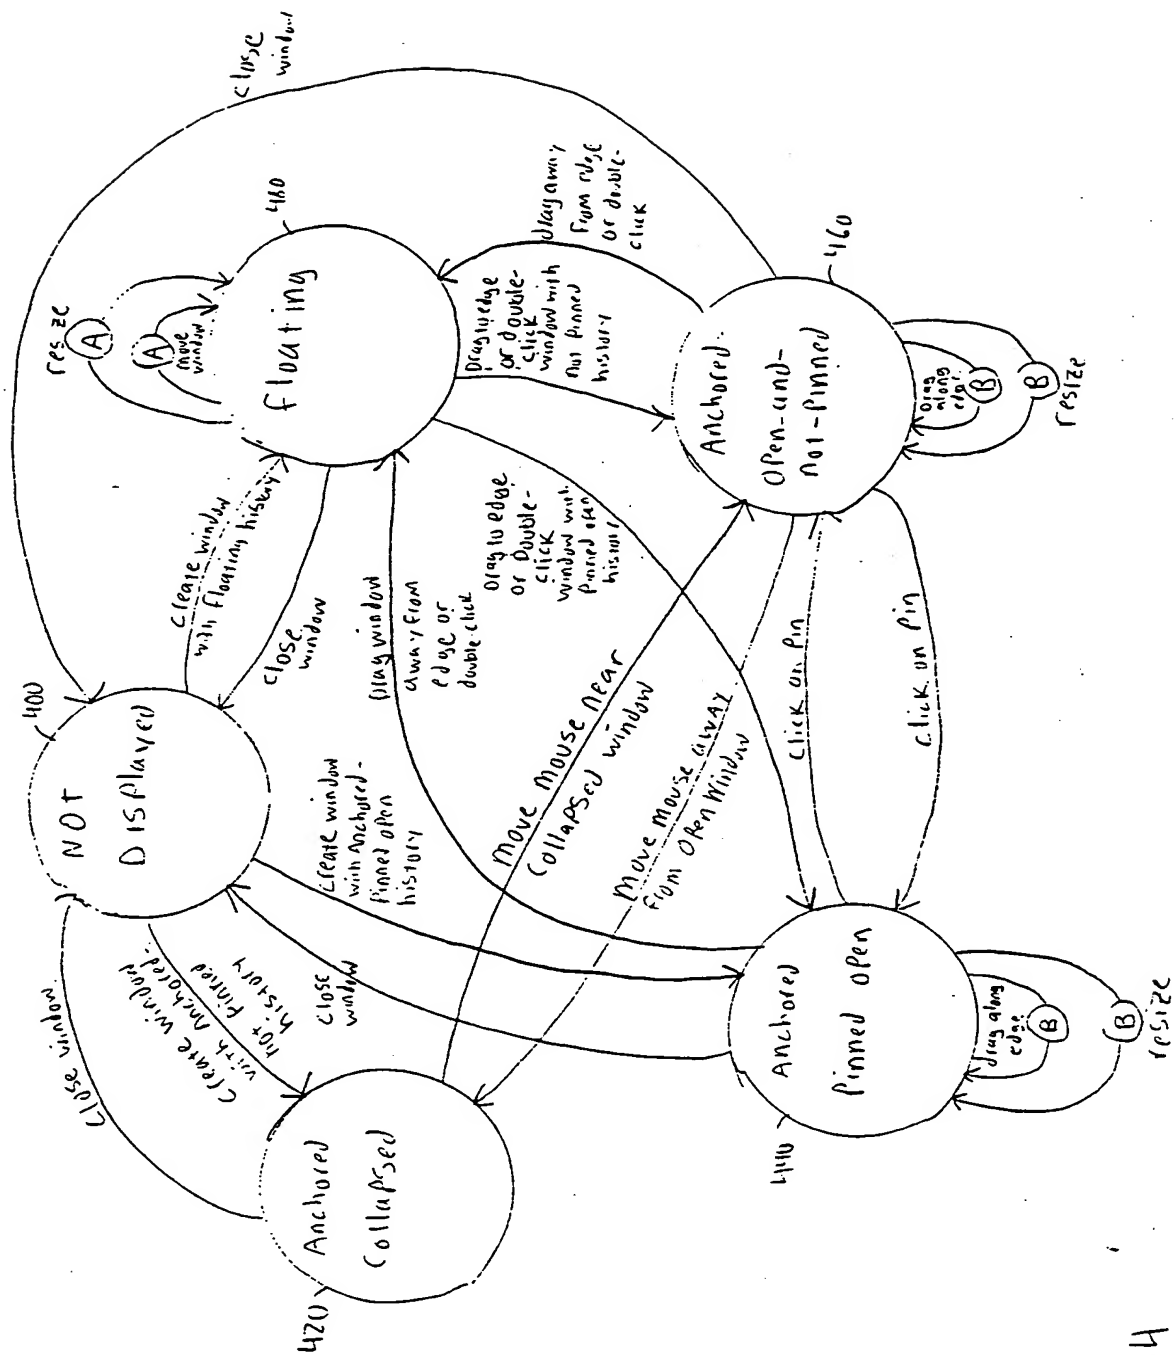 close
window
400
NOT
DISPLAYED
480
floating
resize
A
A
move
window
create window
with floating history
close
window
drag away
from edge
or double-
click
Drag to edge
or double-
click
window with
not pinned
history
460
Anchored
open-and-
not-pinned
Drag
along
edge
B
B
resize
close window
create window
with Anchored-
not pinned
history
create window
with Anchored-
Pinned open
history
close
window
Drag window
away from
edge or
double-click
Drag to edge
or Double-
click
window with
Pinned open
history
move mouse near
collapsed window
move mouse away
from open window
click on pin
click on pin
420
Anchored
collapsed
440
Anchored
Pinned open
drag along
edge
B
B
resize
4